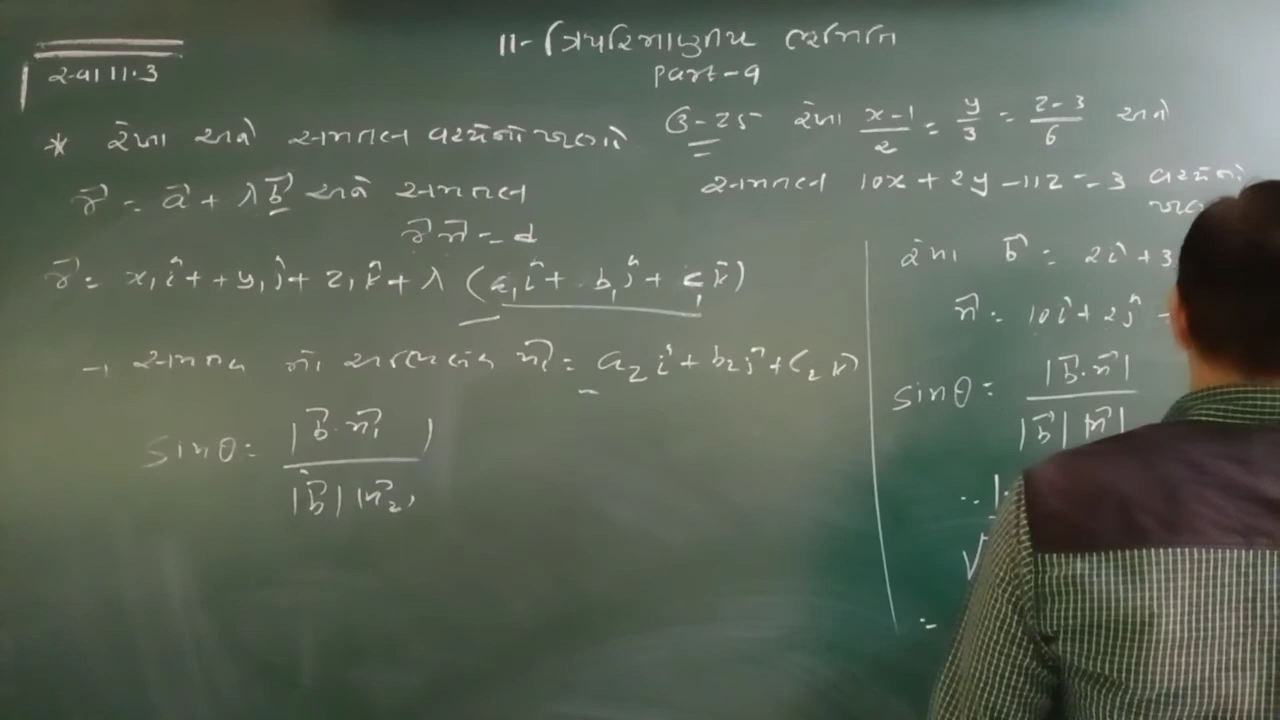 11- ત્રિપરિમાણીય ભૂમિતિ
Part-9
સ્વા 11.3
* રેખા અને સમતલ વચ્ચેનો ખૂણો
r⃗ = a⃗ + λb⃗ અને સમતલ
r⃗ n⃗ = d
r⃗ = x₁î + + y₁ĵ + z₁k̂ + λ (a₁î + b₁ĵ + c₁k̂)
→ સમતલ નો અભિલંબ n⃗ = a₂î + b₂ĵ + c₂k̂
sinθ = |b⃗·n⃗₁| / |b⃗| |n⃗₂|
ઉ-25 રેખા (x-1)/2 = y/3 = (z-3)/6 અને
સમતલ 10x + 2y - 11z = 3 વચ્ચેનો
રેખા b⃗ = 2î + 3
n⃗ = 10î + 2ĵ -
sinθ = |b⃗·n⃗| / |b⃗| |n⃗|